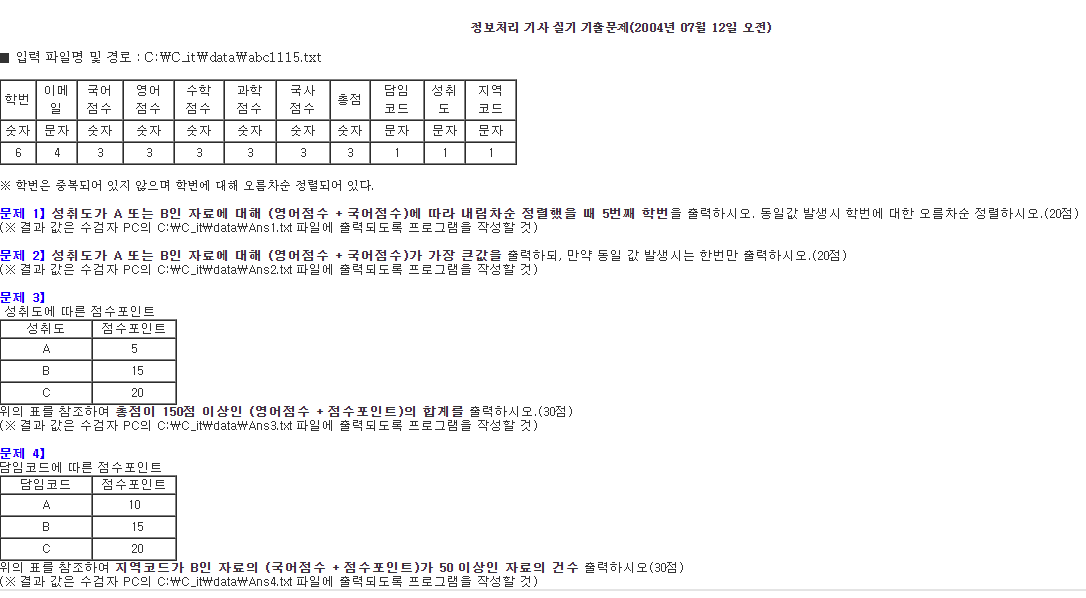 정보처리 기사 실기 기출문제(2004년 07월 12일 오전)
■ 입력 파일명 및 경로 : C:\C_it\data\abc1115.txt
학번 이메일 국어점수 영어점수 수학점수 과학점수 국사점수 총점 담임코드 성취도 지역코드
숫자 문자 숫자 숫자 숫자 숫자 숫자 숫자 문자 문자 문자
6 4 3 3 3 3 3 3 1 1 1
※ 학번은 중복되어 있지 않으며 학번에 대해 오름차순 정렬되어 있다.
문제 1] 성취도가 A 또는 B인 자료에 대해 (영어점수 + 국어점수)에 따라 내림차순 정렬했을 때 5번째 학번을 출력하시오. 동일값 발생시 학번에 대한 오름차순 정렬하시오.(20점)
(※ 결과 값은 수검자 PC의 C:\C_it\data\Ans1.txt 파일에 출력되도록 프로그램을 작성할 것)
문제 2] 성취도가 A 또는 B인 자료에 대해 (영어점수 + 국어점수)가 가장 큰값을 출력하되, 만약 동일 값 발생시는 한번만 출력하시오.(20점)
(※ 결과 값은 수검자 PC의 C:\C_it\data\Ans2.txt 파일에 출력되도록 프로그램을 작성할 것)
문제 3]
성취도에 따른 점수포인트
성취도 점수포인트
A 5
B 15
C 20
위의 표를 참조하여 총점이 150점 이상인 (영어점수 + 점수포인트)의 합계를 출력하시오.(30점)
(※ 결과 값은 수검자 PC의 C:\C_it\data\Ans3.txt 파일에 출력되도록 프로그램을 작성할 것)
문제 4]
담임코드에 따른 점수포인트
담임코드 점수포인트
A 10
B 15
C 20
위의 표를 참조하여 지역코드가 B인 자료의 (국어점수 + 점수포인트)가 50 이상인 자료의 건수 출력하시오(30점)
(※ 결과 값은 수검자 PC의 C:\C_it\data\Ans4.txt 파일에 출력되도록 프로그램을 작성할 것)